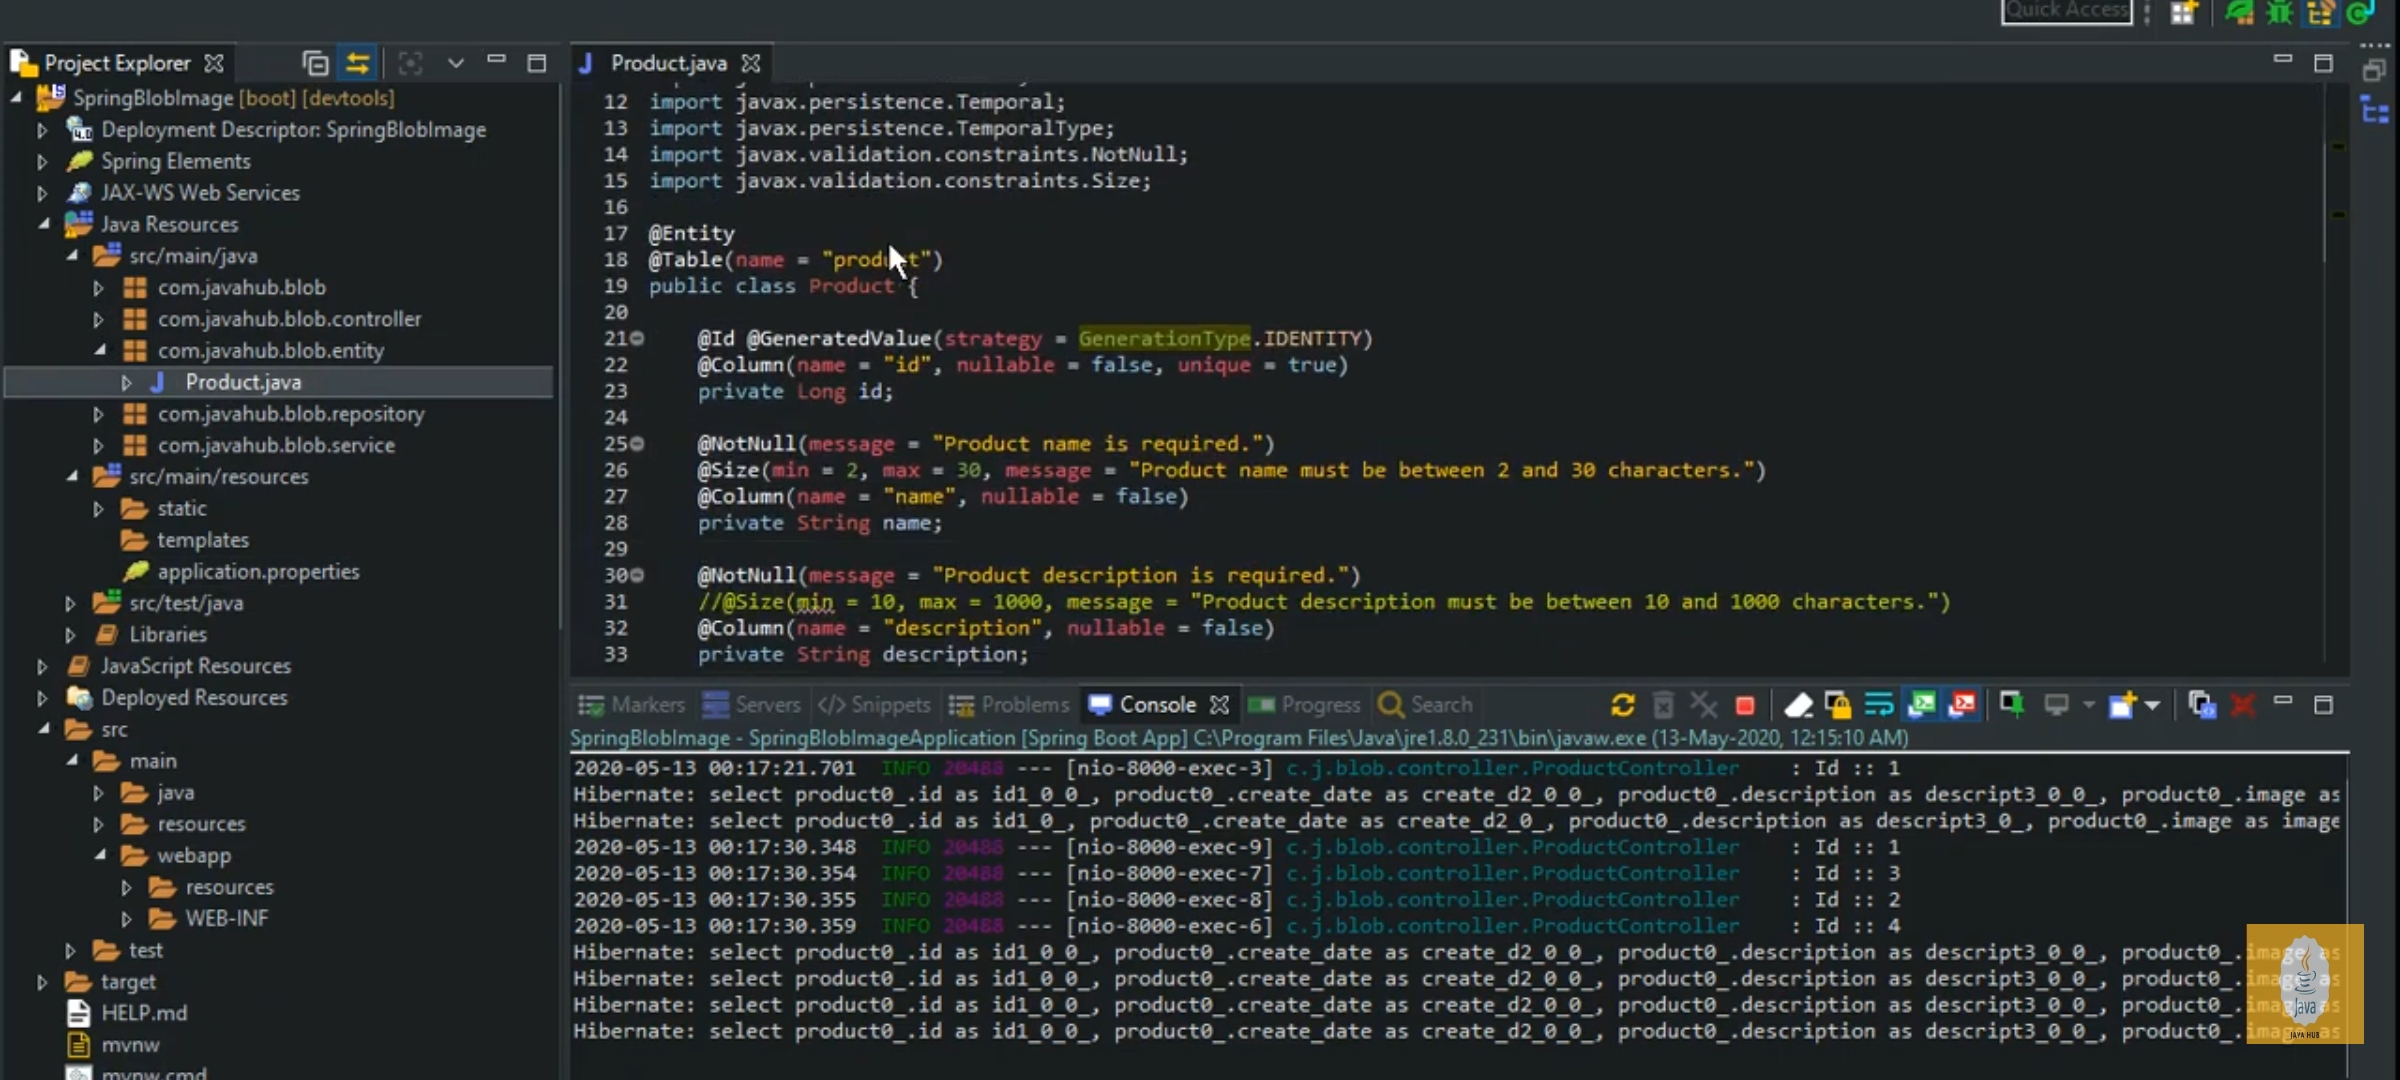 Quick Access
Project Explorer
SpringBlobImage [boot] [devtools]
Deployment Descriptor: SpringBlobImage
Spring Elements
JAX-WS Web Services
Java Resources
src/main/java
com.javahub.blob
com.javahub.blob.controller
com.javahub.blob.entity
Product.java
com.javahub.blob.repository
com.javahub.blob.service
src/main/resources
static
templates
application.properties
src/test/java
Libraries
JavaScript Resources
Deployed Resources
src
main
java
resources
webapp
resources
WEB-INF
test
target
HELP.md
mvnw
mvnw.cmd
Product.java
12 import javax.persistence.Temporal;
13 import javax.persistence.TemporalType;
14 import javax.validation.constraints.NotNull;
15 import javax.validation.constraints.Size;
16
17 @Entity
18 @Table(name = "product")
19 public class Product {
20
21 @Id @GeneratedValue(strategy = GenerationType.IDENTITY)
22 @Column(name = "id", nullable = false, unique = true)
23 private Long id;
24
25 @NotNull(message = "Product name is required.")
26 @Size(min = 2, max = 30, message = "Product name must be between 2 and 30 characters.")
27 @Column(name = "name", nullable = false)
28 private String name;
29
30 @NotNull(message = "Product description is required.")
31 //@Size(min = 10, max = 1000, message = "Product description must be between 10 and 1000 characters.")
32 @Column(name = "description", nullable = false)
33 private String description;
Markers Servers Snippets Problems Console Progress Search
SpringBlobImage - SpringBlobImageApplication [Spring Boot App] C:\Program Files\Java\jre1.8.0_231\bin\javaw.exe (13-May-2020, 12:15:10 AM)
2020-05-13 00:17:21.701 INFO 20488 --- [nio-8000-exec-3] c.j.blob.controller.ProductController : Id :: 1
Hibernate: select product0_.id as id1_0_0_, product0_.create_date as create_d2_0_0_, product0_.description as descript3_0_0_, product0_.image as
Hibernate: select product0_.id as id1_0_, product0_.create_date as create_d2_0_, product0_.description as descript3_0_, product0_.image as image
2020-05-13 00:17:30.348 INFO 20488 --- [nio-8000-exec-9] c.j.blob.controller.ProductController : Id :: 1
2020-05-13 00:17:30.354 INFO 20488 --- [nio-8000-exec-7] c.j.blob.controller.ProductController : Id :: 3
2020-05-13 00:17:30.355 INFO 20488 --- [nio-8000-exec-8] c.j.blob.controller.ProductController : Id :: 2
2020-05-13 00:17:30.359 INFO 20488 --- [nio-8000-exec-6] c.j.blob.controller.ProductController : Id :: 4
Hibernate: select product0_.id as id1_0_0_, product0_.create_date as create_d2_0_0_, product0_.description as descript3_0_0_, product0_.image as
Hibernate: select product0_.id as id1_0_0_, product0_.create_date as create_d2_0_0_, product0_.description as descript3_0_0_, product0_.image as
Hibernate: select product0_.id as id1_0_0_, product0_.create_date as create_d2_0_0_, product0_.description as descript3_0_0_, product0_.image as
Hibernate: select product0_.id as id1_0_0_, product0_.create_date as create_d2_0_0_, product0_.description as descript3_0_0_, product0_.image as
Java
JAVA HUB